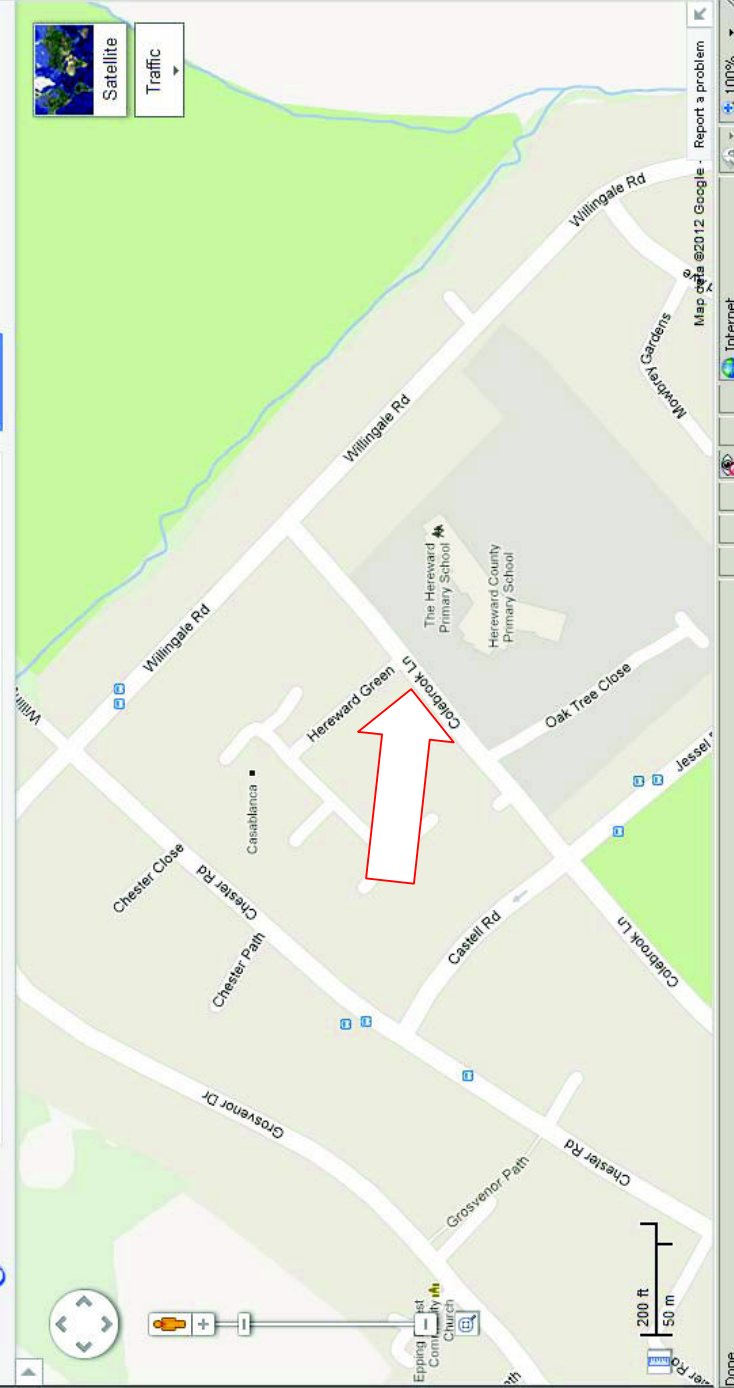 Satellite
Traffic
Willingale Rd
Willingale Rd
Willingale Rd
Chester Close
Chester Rd
Chester Path
Casablanca
Hereward Green
Colebrook Ln
The Hereward
Primary School
Hereward County
Primary School
Oak Tree Close
Mowbrey Gardens
Castell Rd
Colebrook Ln
Grosvenor Dr
Grosvenor Path
Chester Rd
Church
200 ft
50 m
Map data ©2012 Google -
Report a problem
Done
Internet
100%